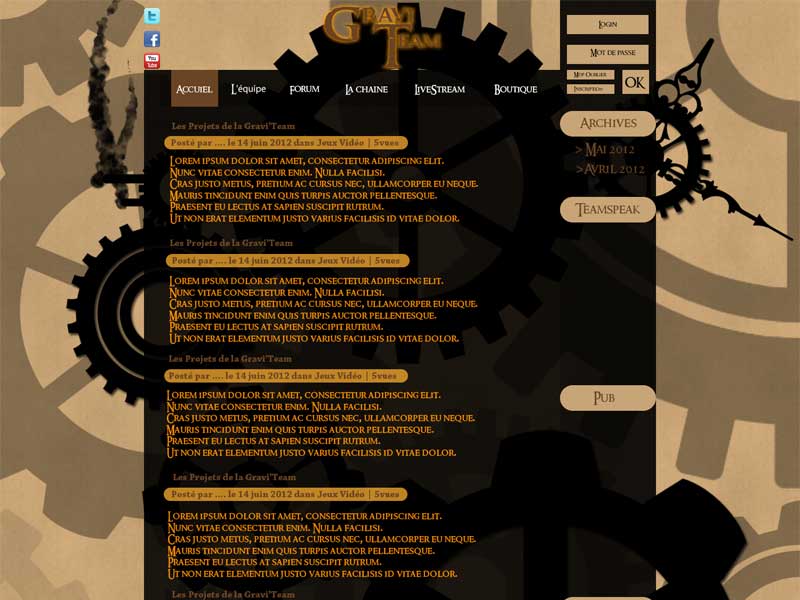 Gravi Team
Login
Mot de passe
Mdp Oublier
Inscription
OK
You Tube
Accuiel L'équipe Forum La chaine LiveStream Boutique
Archives
> Mai 2012
> Avril 2012
Teamspeak
Pub
Les Projets de la Gravi'Team
Posté par .... le 14 juin 2012 dans Jeux Vidéo | 5vues
Lorem ipsum dolor sit amet, consectetur adipiscing elit.
Nunc vitae consectetur enim. Nulla facilisi.
Cras justo metus, pretium ac cursus nec, ullamcorper eu neque.
Mauris tincidunt enim quis turpis auctor pellentesque.
Praesent eu lectus at sapien suscipit rutrum.
Ut non erat elementum justo varius facilisis id vitae dolor.
Les Projets de la Gravi'Team
Posté par .... le 14 juin 2012 dans Jeux Vidéo | 5vues
Lorem ipsum dolor sit amet, consectetur adipiscing elit.
Nunc vitae consectetur enim. Nulla facilisi.
Cras justo metus, pretium ac cursus nec, ullamcorper eu neque.
Mauris tincidunt enim quis turpis auctor pellentesque.
Praesent eu lectus at sapien suscipit rutrum.
Ut non erat elementum justo varius facilisis id vitae dolor.
Les Projets de la Gravi'Team
Posté par .... le 14 juin 2012 dans Jeux Vidéo | 5vues
Lorem ipsum dolor sit amet, consectetur adipiscing elit.
Nunc vitae consectetur enim. Nulla facilisi.
Cras justo metus, pretium ac cursus nec, ullamcorper eu neque.
Mauris tincidunt enim quis turpis auctor pellentesque.
Praesent eu lectus at sapien suscipit rutrum.
Ut non erat elementum justo varius facilisis id vitae dolor.
Les Projets de la Gravi'Team
Posté par .... le 14 juin 2012 dans Jeux Vidéo | 5vues
Lorem ipsum dolor sit amet, consectetur adipiscing elit.
Nunc vitae consectetur enim. Nulla facilisi.
Cras justo metus, pretium ac cursus nec, ullamcorper eu neque.
Mauris tincidunt enim quis turpis auctor pellentesque.
Praesent eu lectus at sapien suscipit rutrum.
Ut non erat elementum justo varius facilisis id vitae dolor.
Les Projets de la Gravi'Team